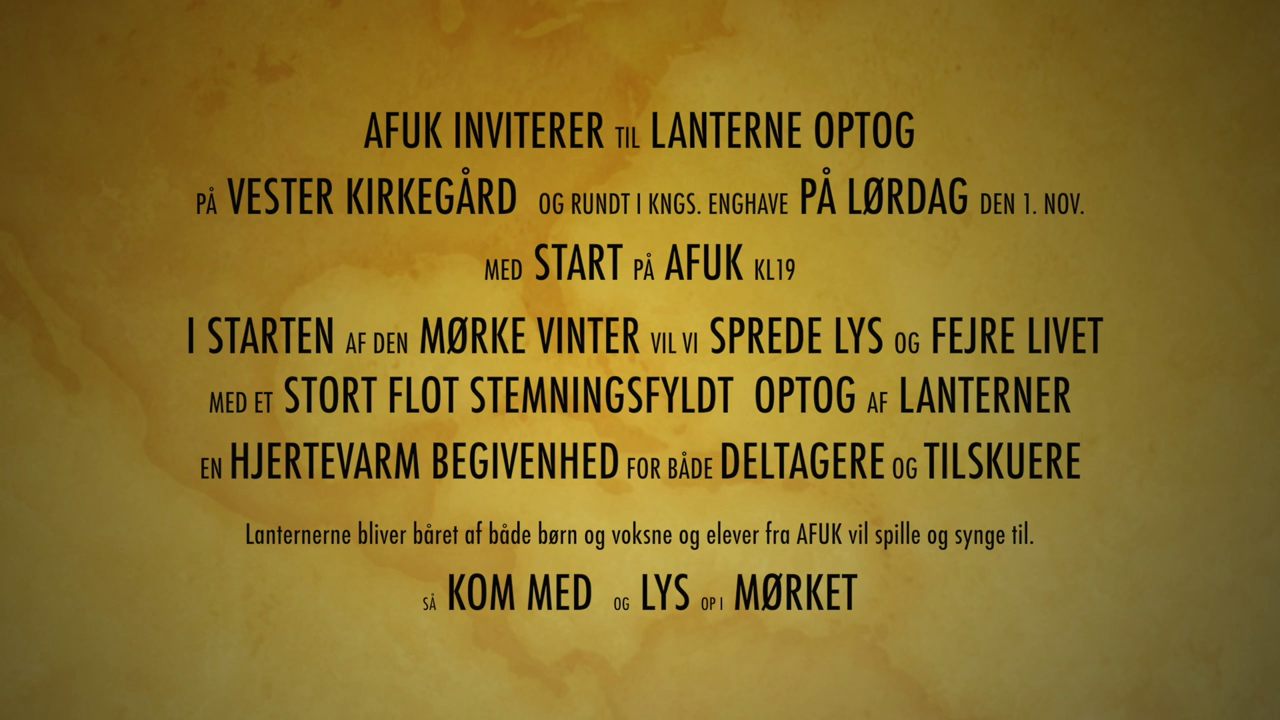 AFUK INVITERER TIL LANTERNE OPTOG
PÅ VESTER KIRKEGÅRD OG RUNDT I KNGS. ENGHAVE PÅ LØRDAG DEN 1. NOV.
MED START PÅ AFUK KL19
I STARTEN AF DEN MØRKE VINTER VIL VI SPREDE LYS OG FEJRE LIVET
MED ET STORT FLOT STEMNINGSFYLDT OPTOG AF LANTERNER
EN HJERTEVARM BEGIVENHED FOR BÅDE DELTAGERE OG TILSKUERE
Lanternerne bliver båret af både børn og voksne og elever fra AFUK vil spille og synge til.
SÅ KOM MED OG LYS OP I MØRKET